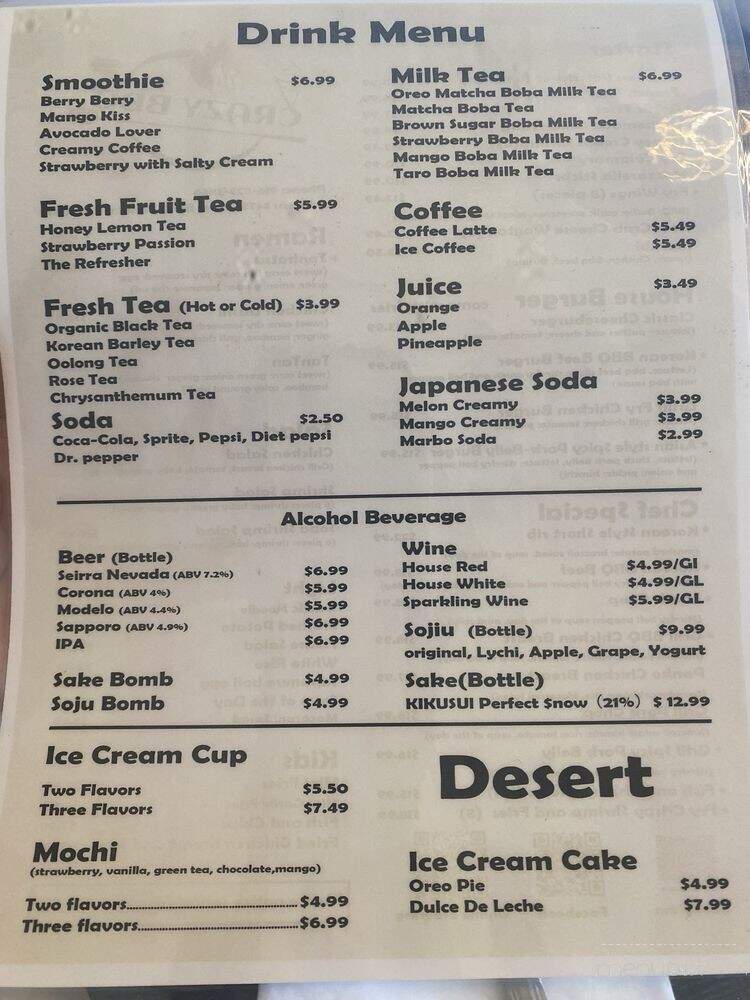 Drink Menu
Smoothie $6.99
Berry Berry
Mango Kiss
Avocado Lover
Creamy Coffee
Strawberry with Salty Cream
Fresh Fruit Tea $5.99
Honey Lemon Tea
Strawberry Passion
The Refresher
Fresh Tea (Hot or Cold) $3.99
Organic Black Tea
Korean Barley Tea
Oolong Tea
Rose Tea
Chrysanthemum Tea
Soda $2.50
Coca-Cola, Sprite, Pepsi, Diet pepsi
Dr. pepper
Milk Tea $6.99
Oreo Matcha Boba Milk Tea
Matcha Boba Tea
Brown Sugar Boba Milk Tea
Strawberry Boba Milk Tea
Mango Boba Milk Tea
Taro Boba Milk Tea
Coffee
Coffee Latte $5.49
Ice Coffee $5.49
Juice $3.49
Orange
Apple
Pineapple
Japanese Soda
Melon Creamy $3.99
Mango Creamy $3.99
Marbo Soda $2.99
Alcohol Beverage
Beer (Bottle)
Seirra Nevada (ABV 7.2%) $6.99
Corona (ABV 4%) $5.99
Modelo (ABV 4.4%) $5.99
Sapporo (ABV 4.9%) $6.99
IPA $6.99
Sake Bomb $4.99
Soju Bomb $4.99
Wine
House Red $4.99/Gl
House White $4.99/GL
Sparkling Wine $5.99/GL
Sojiu (Bottle) $9.99
original, Lychi, Apple, Grape, Yogurt
Sake(Bottle)
KIKUSUI Perfect $now (21%) $ 12.99
Ice Cream Cup
Two Flavors $5.50
Three Flavors $7.49
Mochi
(strawberry, vanilla, green tea, chocolate,mango)
Two flavors........................................$4.99
Three flavors.....................................$6.99
Desert
Ice Cream Cake
Oreo Pie $4.99
Dulce De Leche $7.99